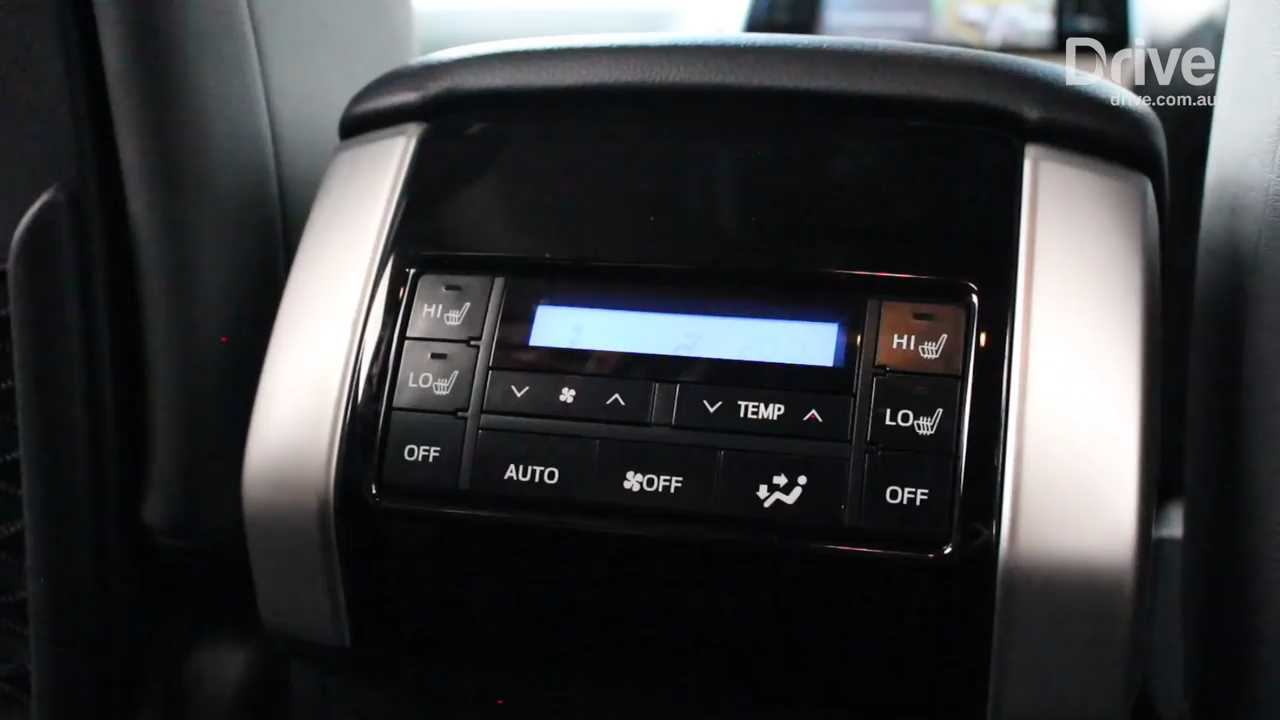 Drive
drive.com.au
HI
HI
LO
TEMP
LO
OFF
AUTO
OFF
OFF